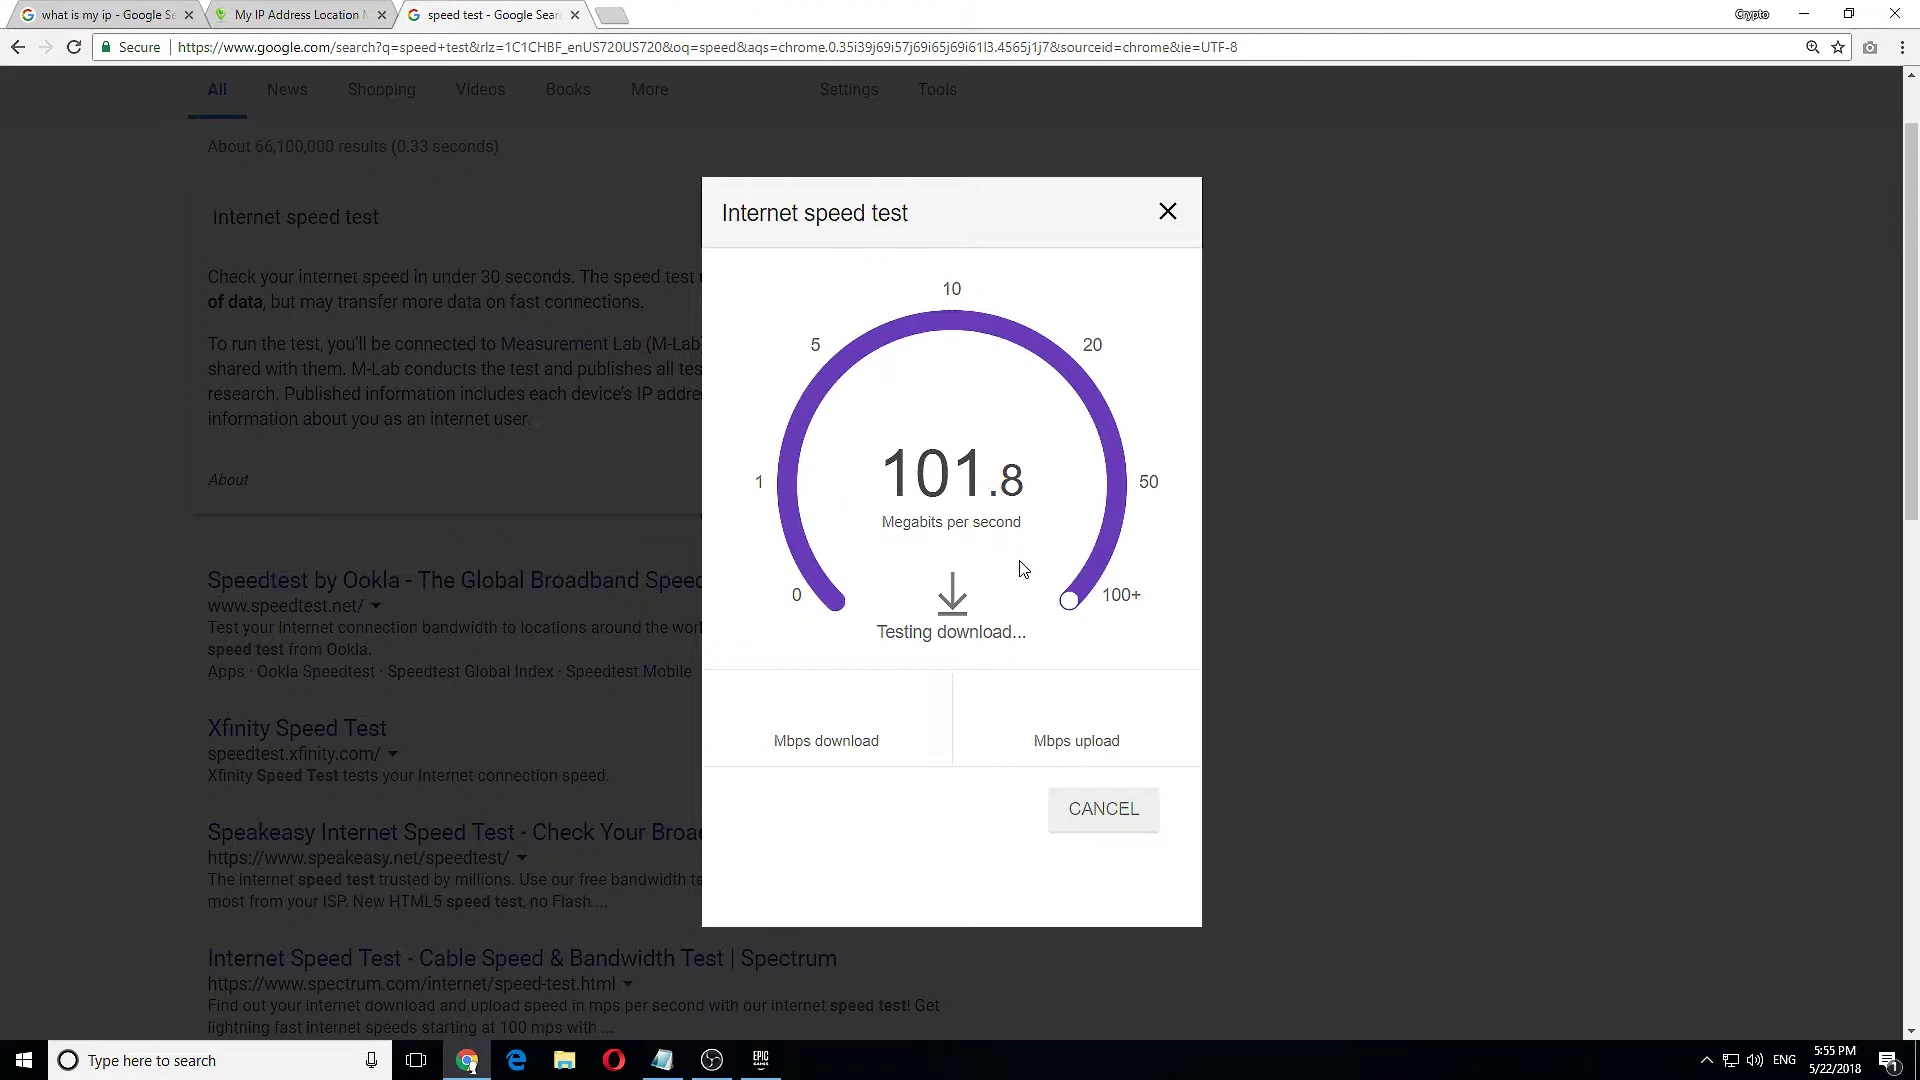 what is my ip - Google Se
My IP Address Location
speed test - Google Sear
Crypto
Secure
https://www.google.com/search?q=speed+test&rlz=1C1CHBF_enUS720US720&oq=speed&aqs=chrome.0.35i39j69i57j69i65j69i61l3.4565j1j7&sourceid=chrome&ie=UTF-8
All News Shopping Videos Books More Settings Tools
About 66,100,000 results (0.33 seconds)
Internet speed test
Check your internet speed in under 30 seconds. The speed test
of data, but may transfer more data on fast connections.
To run the test, you'll be connected to Measurement Lab (M-Lab)
shared with them. M-Lab conducts the test and publishes all tes
research. Published information includes each device's IP addre
information about you as an internet user.
About
Speedtest by Ookla - The Global Broadband Speed
www.speedtest.net/
Test your Internet connection bandwidth to locations around the wor
speed test from Ookla.
Apps · Ookla Speedtest · Speedtest Global Index · Speedtest Mobile
Xfinity Speed Test
speedtest.xfinity.com/
Xfinity Speed Test tests your Internet connection speed.
Speakeasy Internet Speed Test - Check Your Broa
https://www.speakeasy.net/speedtest/
The internet speed test trusted by millions. Use our free bandwidth te
most from your ISP. New HTML5 speed test, no Flash ...
Internet Speed Test - Cable Speed & Bandwidth Test | Spectrum
https://www.spectrum.com/internet/speed-test.html
Find out your internet download and upload speed in mps per second with our internet speed test! Get
lightning fast Internet speeds starting at 100 mps with ...
Internet speed test
10
5
20
1
50
0
100+
101.8
Megabits per second
Testing download...
Mbps download
Mbps upload
CANCEL
Type here to search
EPIC
GAMES
ENG
5:55 PM
5/22/2018
1